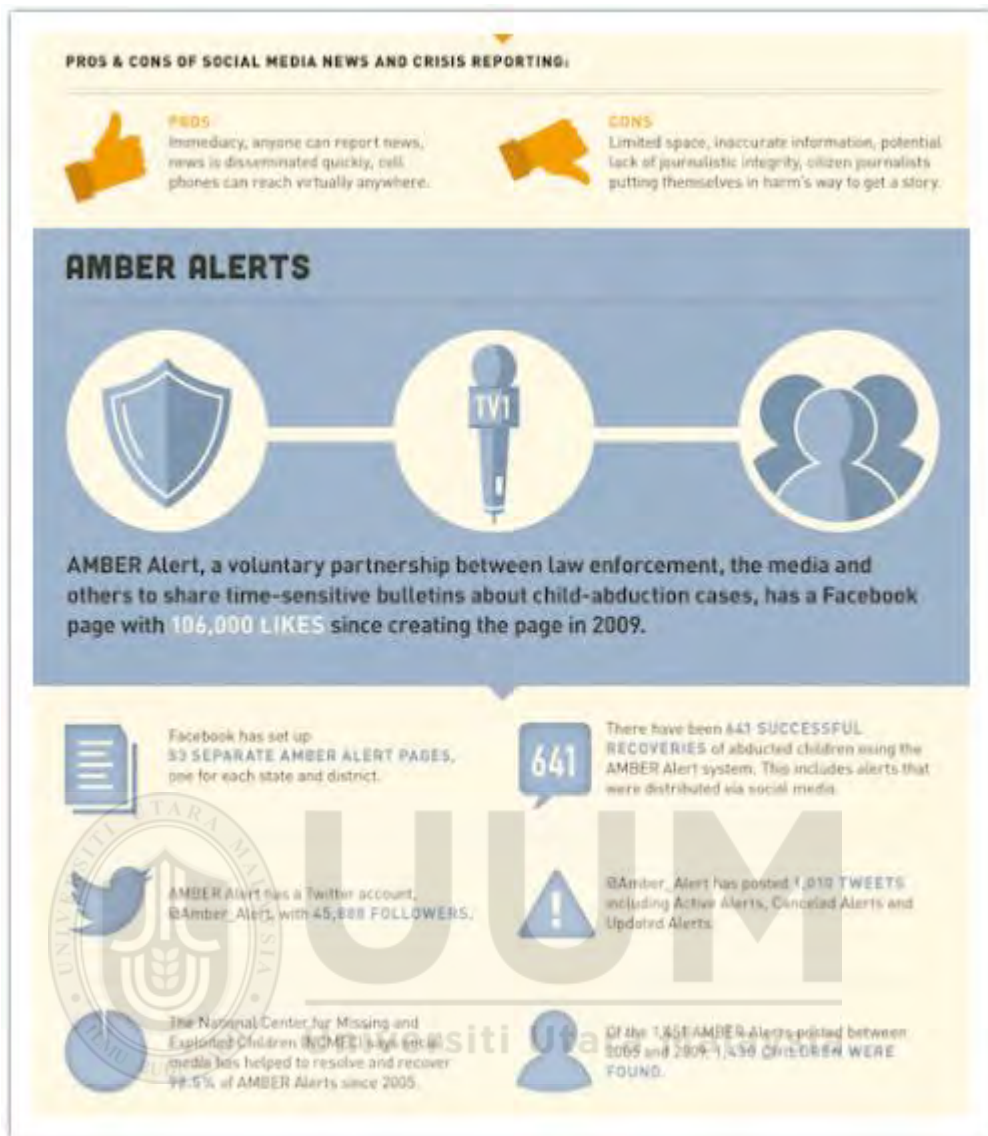 PROS & CONS OF SOCIAL MEDIA NEWS AND CRISIS REPORTING:
PROS
Immediacy, anyone can report news,
news is disseminated quickly, cell
phones can reach virtually anywhere.
CONS
Limited space, inaccurate information, potential
lack of journalistic integrity, citizen journalists
putting themselves in harm's way to get a story.
AMBER ALERTS
TV1
AMBER Alert, a voluntary partnership between law enforcement, the media and
others to share time-sensitive bulletins about child-abduction cases, has a Facebook
page with 106,000 LIKES since creating the page in 2009.
Facebook has set up
53 SEPARATE AMBER ALERT PAGES,
one for each state and district.
641
There have been 641 SUCCESSFUL
RECOVERIES of abducted children using the
AMBER Alert system. This includes alerts that
were distributed via social media.
AMBER Alert has a Twitter account,
@Amber_Alert, with FOLLOWERS.
@Amber_Alert has posted 1,010 TWEETS
including Active Alerts, Canceled Alerts and
Updated Alerts.
The National Center for Missing and
Exploited Children (NCMEC) says social
media has helped to resolve and recover
98.5% of AMBER Alerts since 2005.
Of the AMBER Alerts posted between
2005 and 2009, 1,430 CHILDREN WERE
FOUND.
UNIVERSITI UTARA MALAYSIA
UUM
Universiti Utara Malaysia